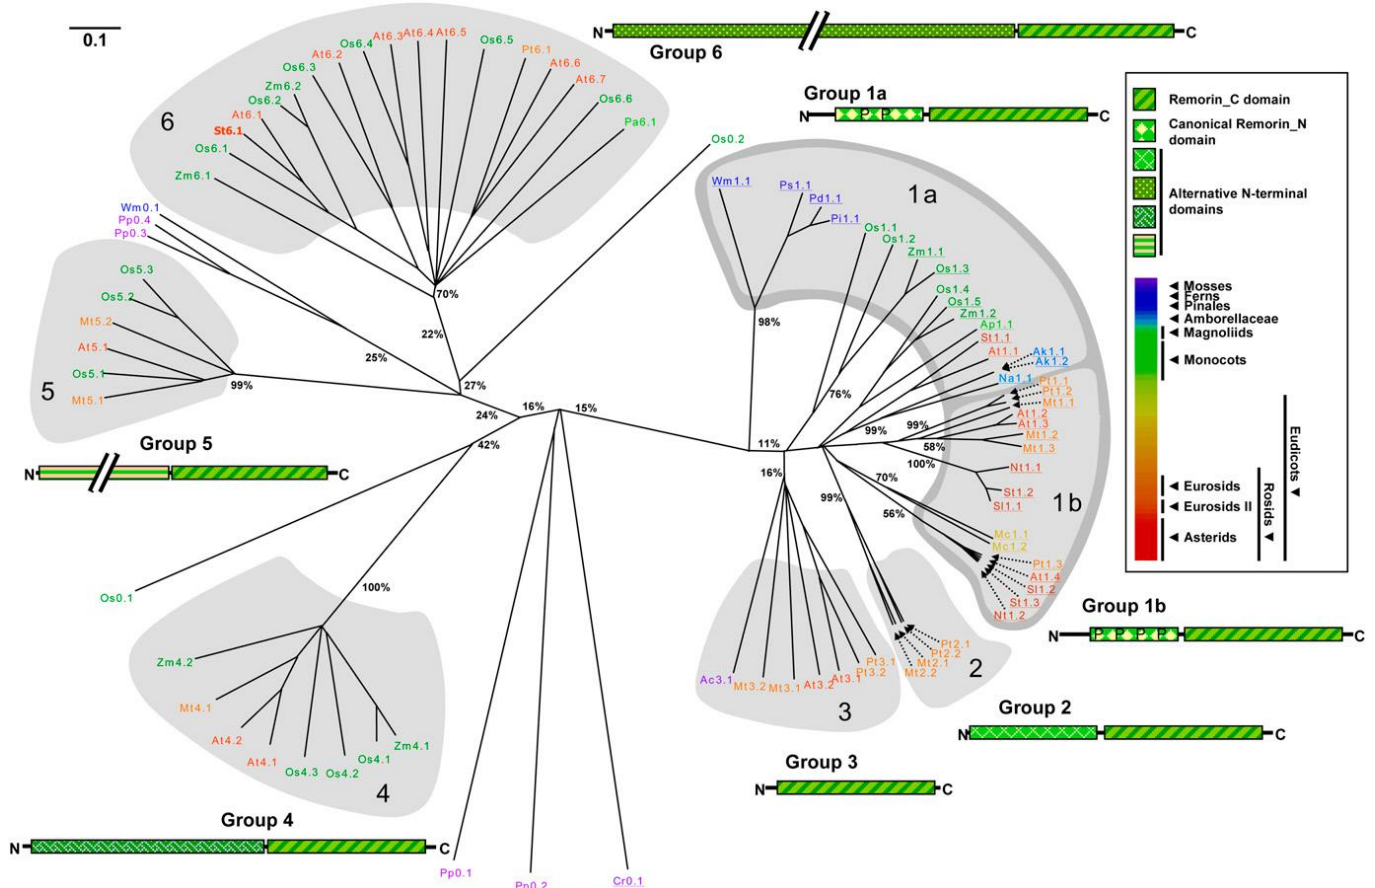 0.1
N
C
Group 6
Group 1a
N
P P
C
Remorin_C domain
Canonical Remorin_N
domain
Alternative N-terminal
domains
Mosses
Ferns
Pinales
Amborellaceae
Magnoliids
Monocots
Eurosids
Eurosids II
Asterids
Rosids
Eudicots
6
At6.3
At6.4
At6.5
Os6.4
Os6.5
At6.2
Pt6.1
Os6.3
At6.6
Zm6.2
At6.7
Os6.2
Os6.6
At6.1
Pa6.1
St6.1
Os6.1
Zm6.1
Os0.2
Wm0.1
Pp0.4
Pp0.3
70%
22%
25%
27%
24%
16%
15%
42%
5
Os5.3
Os5.2
Mt5.2
At5.1
Os5.1
Mt5.1
99%
Group 5
N
C
1a
Wm1.1
Ps1.1
Pd1.1
Pi1.1
Os1.1
Os1.2
Zm1.1
Os1.3
Os1.4
Os1.5
Zm1.2
Ap1.1
St1.1
At1.1
Ak1.1
Ak1.2
Na1.1
98%
76%
11%
16%
99%
99%
58%
100%
70%
56%
99%
1b
Pt1.1
Pt1.2
Mt1.1
At1.2
At1.3
Mt1.2
Mt1.3
Nt1.1
St1.2
Sl1.1
Mc1.1
Mc1.2
Pt1.3
At1.4
Sl1.2
St1.3
Nt1.2
Group 1b
N
P P P P
C
2
Pt2.1
Pt2.2
Mt2.1
Mt2.2
Group 2
N
C
3
Ac3.1
Mt3.2
Mt3.1
At3.2
At3.1
Pt3.2
Pt3.1
Group 3
N
C
Os0.1
100%
4
Zm4.2
Mt4.1
At4.2
At4.1
Os4.3
Os4.2
Os4.1
Zm4.1
Group 4
N
C
Pp0.1
Pp0.2
Cr0.1